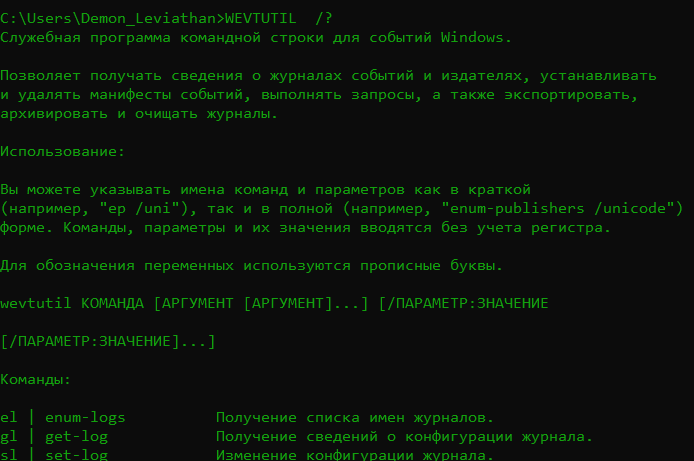 C:\Users\Demon_Leviathan>WEVTUTIL  /?
Служебная программа командной строки для событий Windows.
Позволяет получать сведения о журналах событий и издателях, устанавливать
и удалять манифесты событий, выполнять запросы, а также экспортировать,
архивировать и очищать журналы.
Использование:
Вы можете указывать имена команд и параметров как в краткой
(например, "ep /uni"), так и в полной (например, "enum-publishers /unicode")
форме. Команды, параметры и их значения вводятся без учета регистра.
Для обозначения переменных используются прописные буквы.
wevtutil КОМАНДА [АРГУМЕНТ [АРГУМЕНТ]...] [/ПАРАМЕТР:ЗНАЧЕНИЕ
[/ПАРАМЕТР:ЗНАЧЕНИЕ]...]
Команды:
el | enum-logs          Получение списка имен журналов.
gl | get-log            Получение сведений о конфигурации журнала.
sl | set-log            Изменение конфигурации журнала.